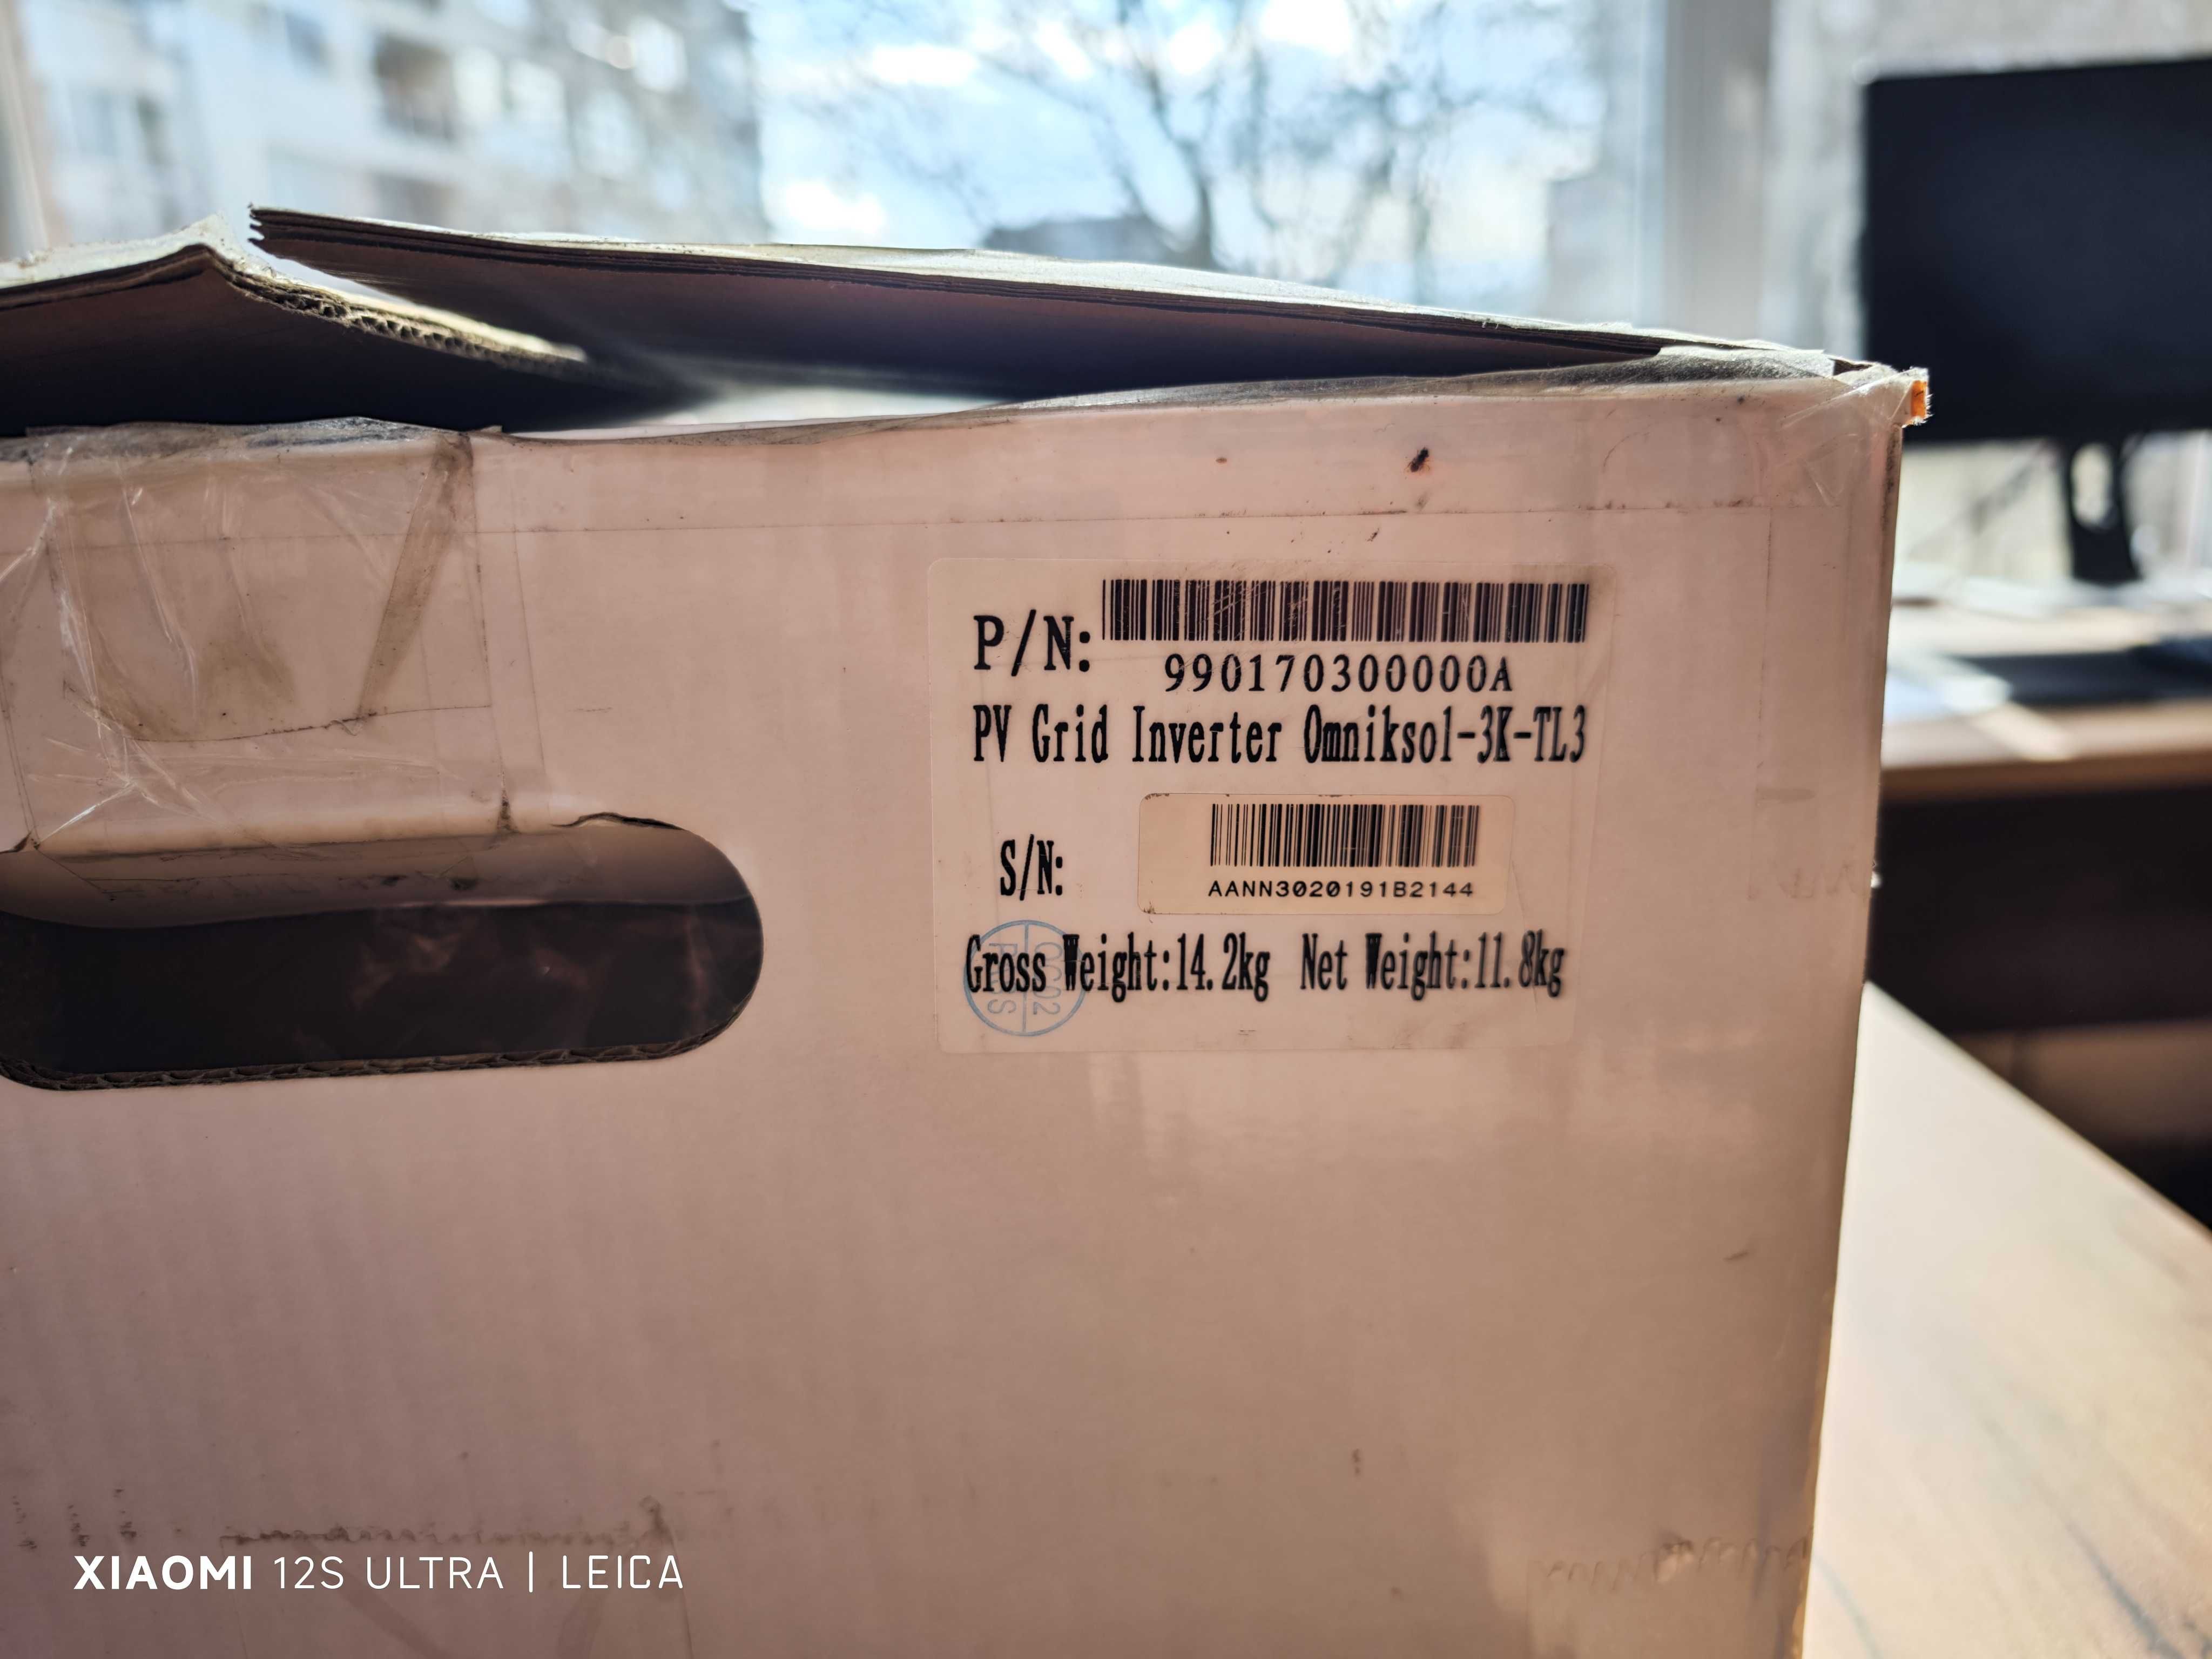 P/N:
990170300000A
PV Grid Inverter Omniksol-3K-TL3
S/N:
AANN3020191B2144
Gross Weight:14.2kg Net Weight:11.8kg
XIAOMI 12S ULTRA | LEICA